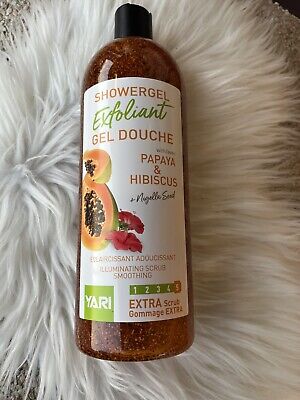 SHOWERGEL
Exfoliant
GEL DOUCHE
PAPAYA
&
HIBISCUS
+ Nigella Seed
ECLAIRCISSANT ADOUCISSANT
ILLUMINATING SCRUB
SMOOTHING
1 2 3 4 5
YARI
EXTRA Scrub
Gommage EXTRA